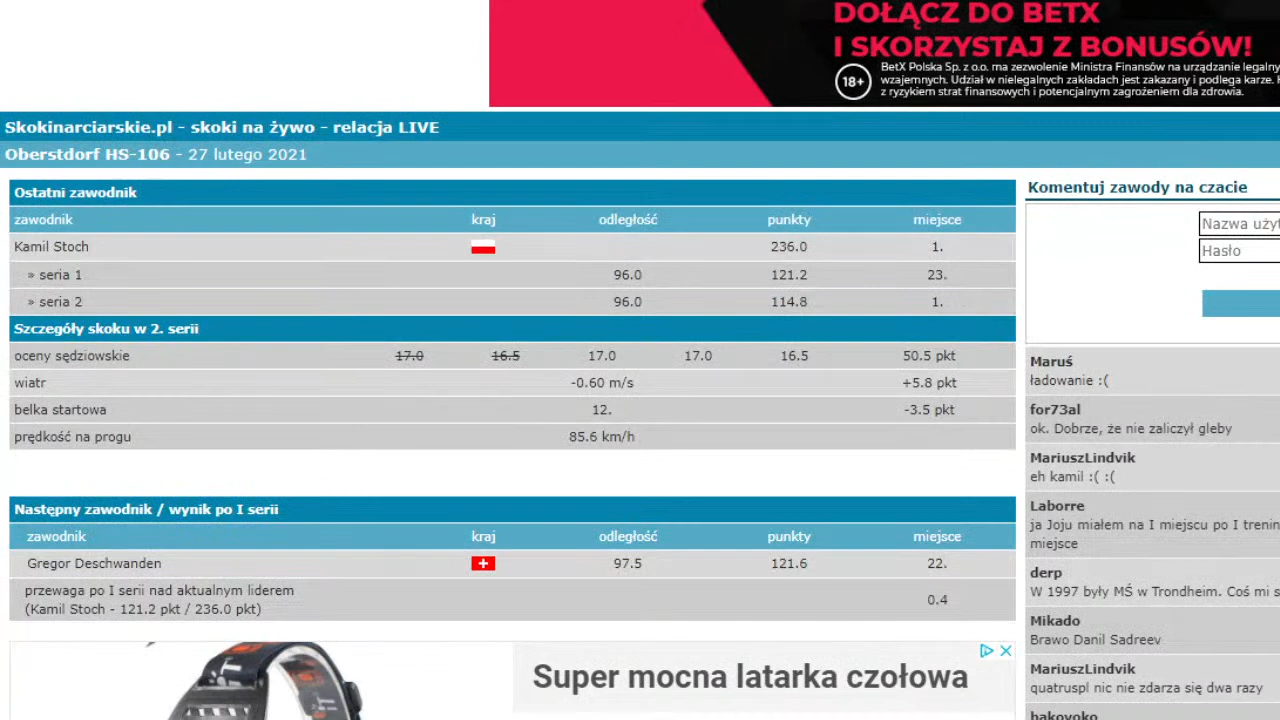 DOŁĄCZ DO BETX
I SKORZYSTAJ Z BONUSÓW!
18+
BetX Polska Sp. z o.o. ma zezwolenie Ministra Finansów na urządzanie
wzajemnych. Udział w nielegalnych zakładach jest zakazany i podlega karze.
z ryzykiem strat finansowych i potencjalnym zagrożeniem dla zdrowia.
Skokinarciarskie.pl - skoki na żywo - relacja LIVE
Oberstdorf HS-106 - 27 lutego 2021
Ostatni zawodnik
zawodnik kraj odległość punkty miejsce
Kamil Stoch 236.0 1.
» seria 1 96.0 121.2 23.
» seria 2 96.0 114.8 1.
Szczegóły skoku w 2. serii
oceny sędziowskie 17.0 16.5 17.0 17.0 16.5 50.5 pkt
wiatr -0.60 m/s +5.8 pkt
belka startowa 12. -3.5 pkt
prędkość na progu 85.6 km/h
Następny zawodnik / wynik po I serii
zawodnik kraj odległość punkty miejsce
Gregor Deschwanden 97.5 121.6 22.
przewaga po I serii nad aktualnym liderem
(Kamil Stoch - 121.2 pkt / 236.0 pkt) 0.4
Super mocna latarka czołowa
Komentuj zawody na czacie
Nazwa
Hasło
Maruś
ładowanie :(
for73al
ok. Dobrze, że nie zaliczył gleby
MariuszLindvik
eh kamil :( :(
Laborre
ja Joju miałem na I miejscu po I
miejsce
derp
W 1997 były MŚ w Trondheim. Coś mi
Mikado
Brawo Danil Sadreev
MariuszLindvik
quatruspl nic nie zdarza się dwa razy